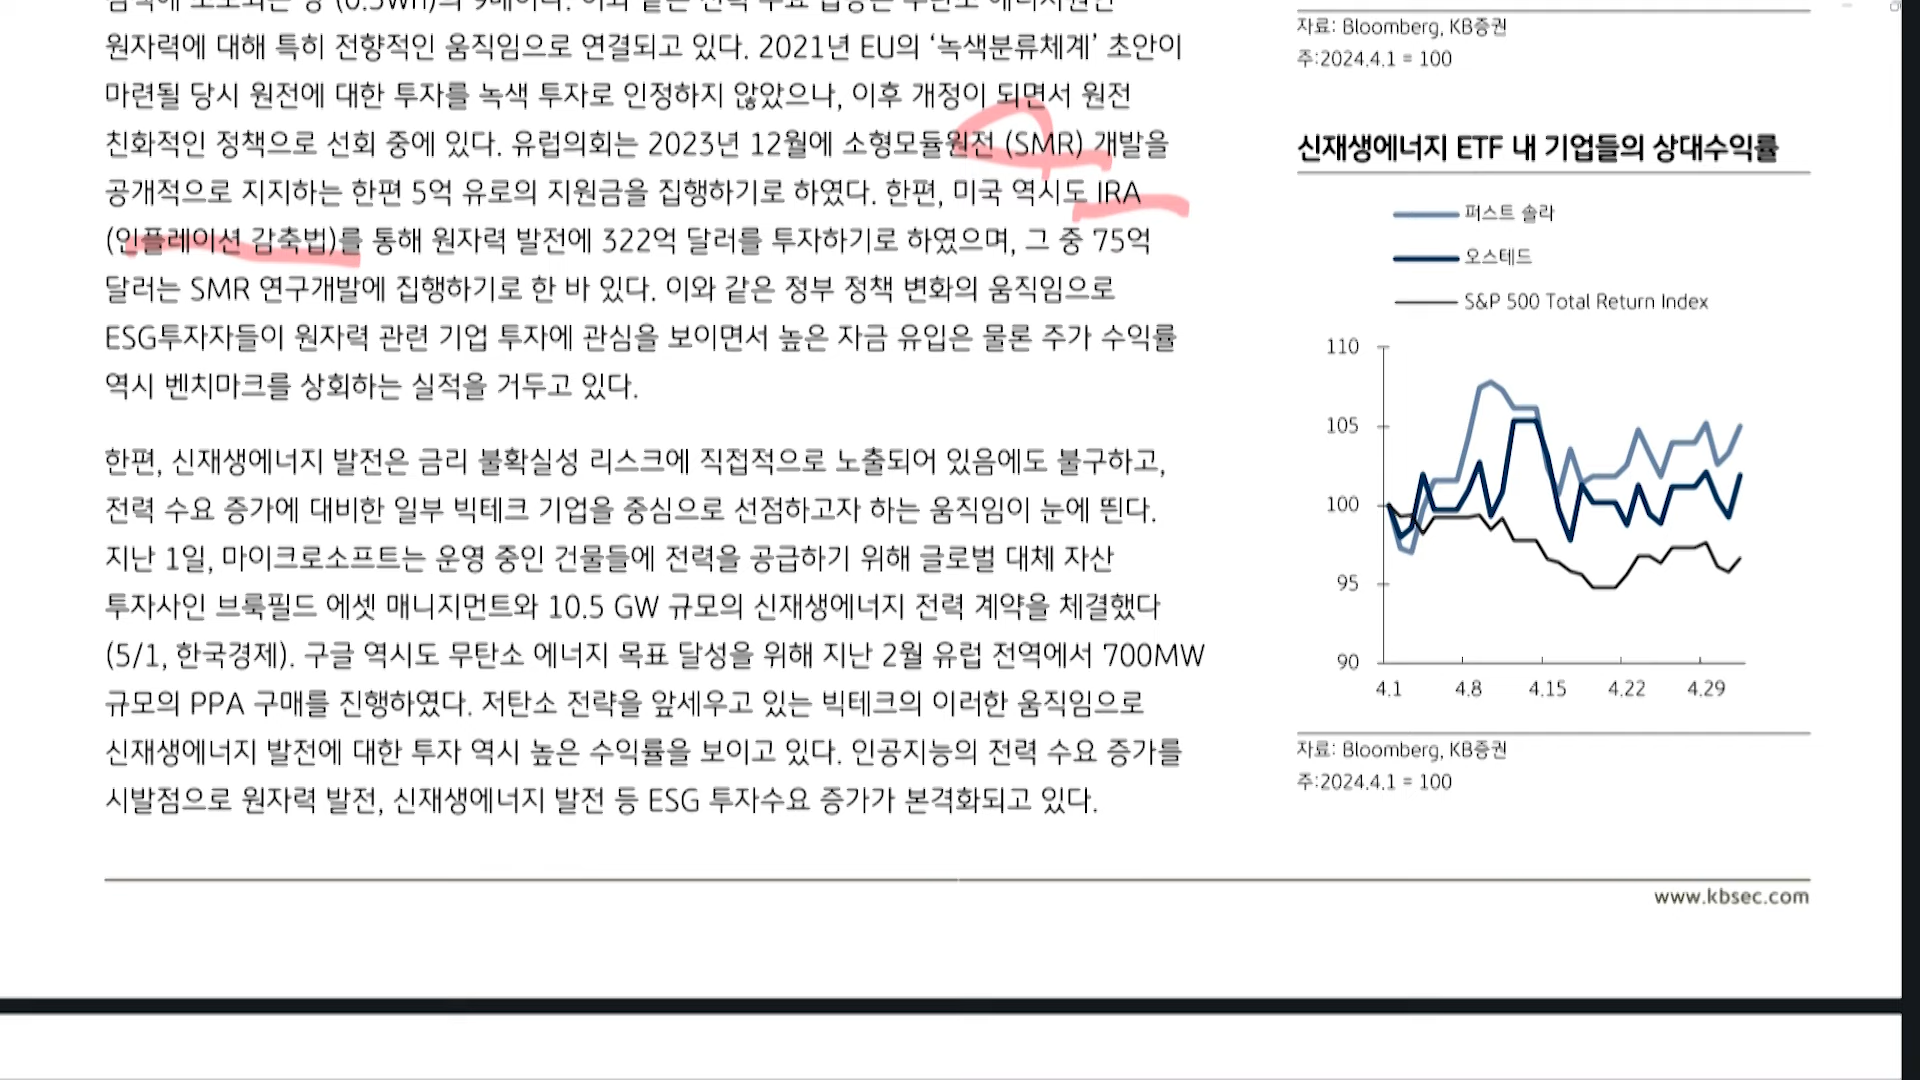 원자력에 대해 특히 전향적인 움직임으로 연결되고 있다. 2021년 EU의 ‘녹색분류체계’ 초안이
마련될 당시 원전에 대한 투자를 녹색 투자로 인정하지 않았으나, 이후 개정이 되면서 원전
친화적인 정책으로 선회 중에 있다. 유럽의회는 2023년 12월에 소형모듈원전 (SMR) 개발을
공개적으로 지지하는 한편 5억 유로의 지원금을 집행하기로 하였다. 한편, 미국 역시도 IRA
(인플레이션 감축법)를 통해 원자력 발전에 322억 달러를 투자하기로 하였으며, 그 중 75억
달러는 SMR 연구개발에 집행하기로 한 바 있다. 이와 같은 정부 정책 변화의 움직임으로
ESG투자자들이 원자력 관련 기업 투자에 관심을 보이면서 높은 자금 유입은 물론 주가 수익률
역시 벤치마크를 상회하는 실적을 거두고 있다.
한편, 신재생에너지 발전은 금리 불확실성 리스크에 직접적으로 노출되어 있음에도 불구하고,
전력 수요 증가에 대비한 일부 빅테크 기업을 중심으로 선점하고자 하는 움직임이 눈에 띈다.
지난 1일, 마이크로소프트는 운영 중인 건물들에 전력을 공급하기 위해 글로벌 대체 자산
투자사인 브룩필드 에셋 매니지먼트와 10.5 GW 규모의 신재생에너지 전력 계약을 체결했다
(5/1, 한국경제). 구글 역시도 무탄소 에너지 목표 달성을 위해 지난 2월 유럽 전역에서 700MW
규모의 PPA 구매를 진행하였다. 저탄소 전략을 앞세우고 있는 빅테크의 이러한 움직임으로
신재생에너지 발전에 대한 투자 역시 높은 수익률을 보이고 있다. 인공지능의 전력 수요 증가를
시발점으로 원자력 발전, 신재생에너지 발전 등 ESG 투자수요 증가가 본격화되고 있다.
자료: Bloomberg, KB증권
주:2024.4.1 = 100
신재생에너지 ETF 내 기업들의 상대수익률
퍼스트 솔라
오스테드
S&P 500 Total Return Index
110
105
100
95
90
4.1 4.8 4.15 4.22 4.29
자료: Bloomberg, KB증권
주:2024.4.1 = 100
www.kbsec.com